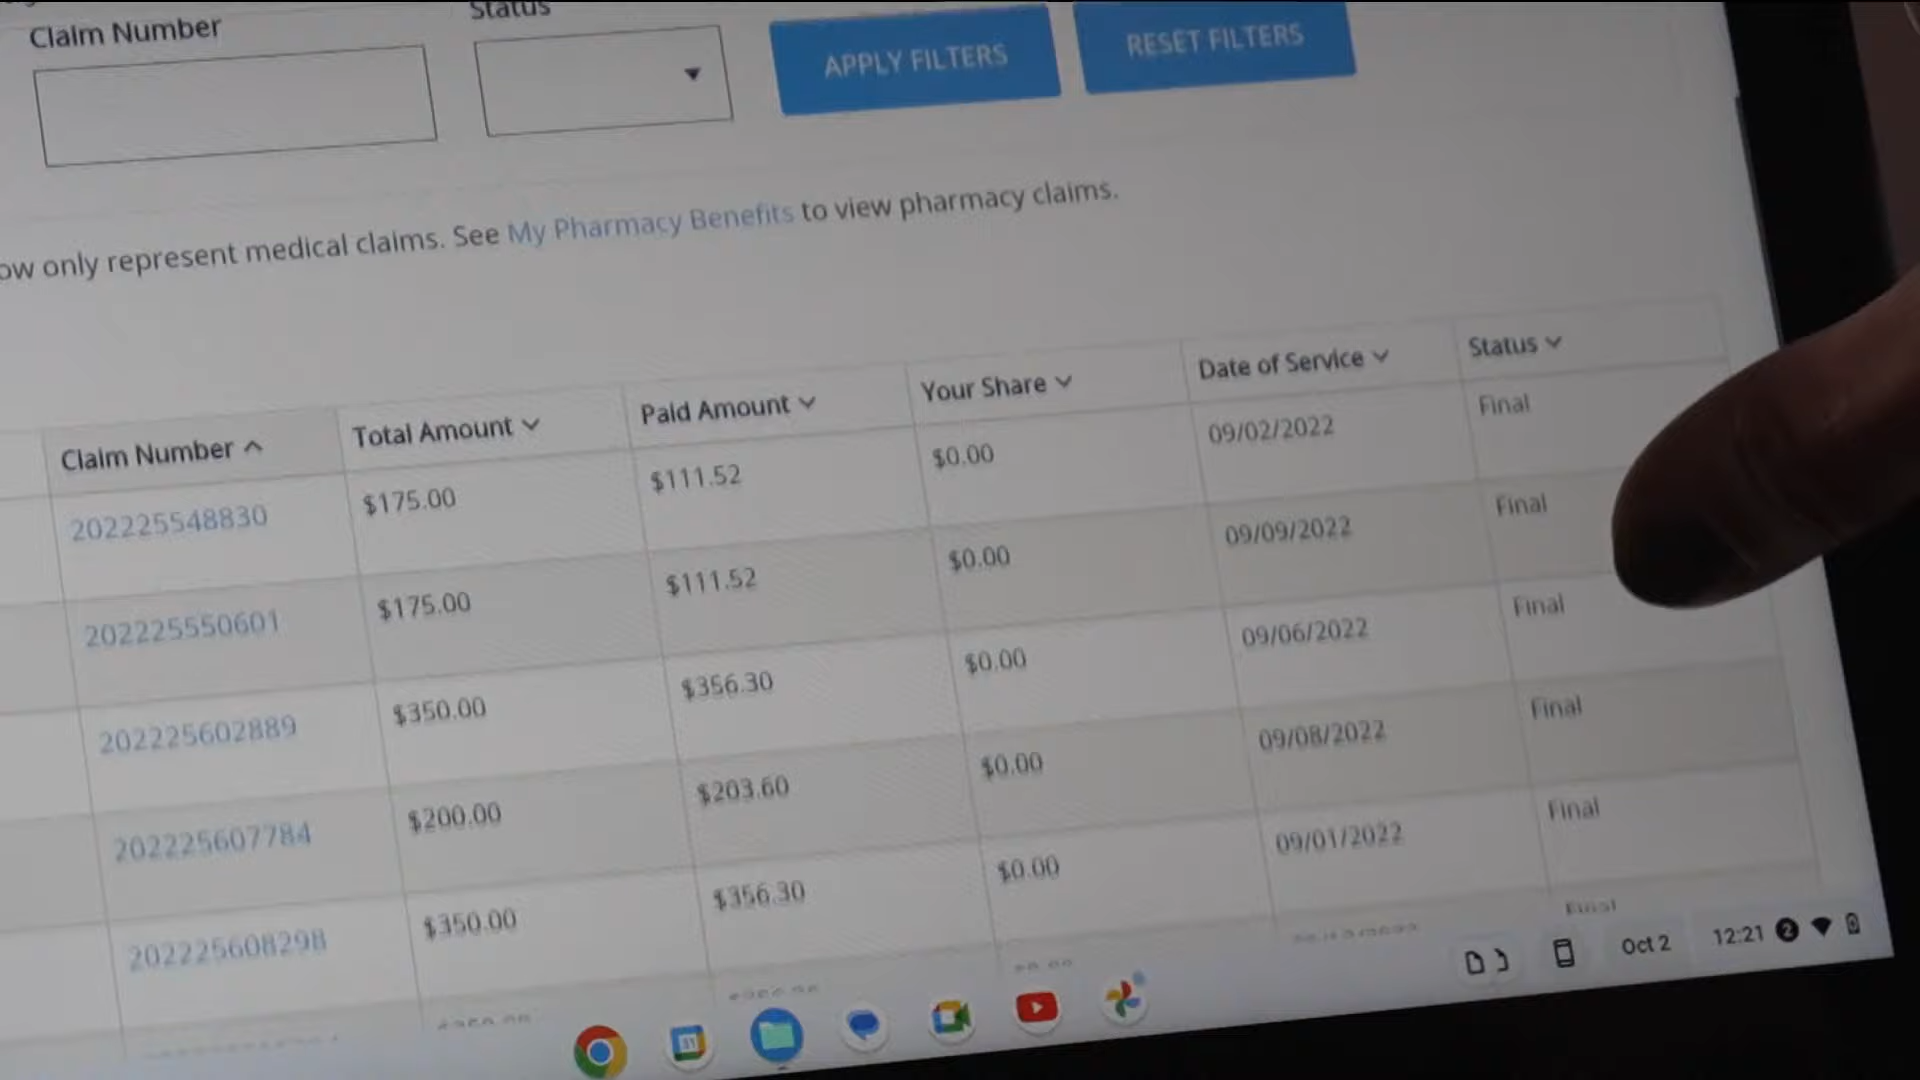 Claim Number
Status
APPLY FILTERS
RESET FILTERS
only represent medical claims. See My Pharmacy Benefits to view pharmacy claims.
Claim Number Total Amount Paid Amount Your Share Date of Service Status
202225548830 $175.00 $111.52 $0.00 09/02/2022 Final
202225550601 $175.00 $111.52 $0.00 09/09/2022 Final
202225602889 $350.00 $356.30 $0.00 09/06/2022 Final
202225607784 $200.00 $203.60 $0.00 09/08/2022 Final
202225608298 $350.00 $356.30 $0.00 09/01/2022 Final
Final
31
Oct 2 12:21 2